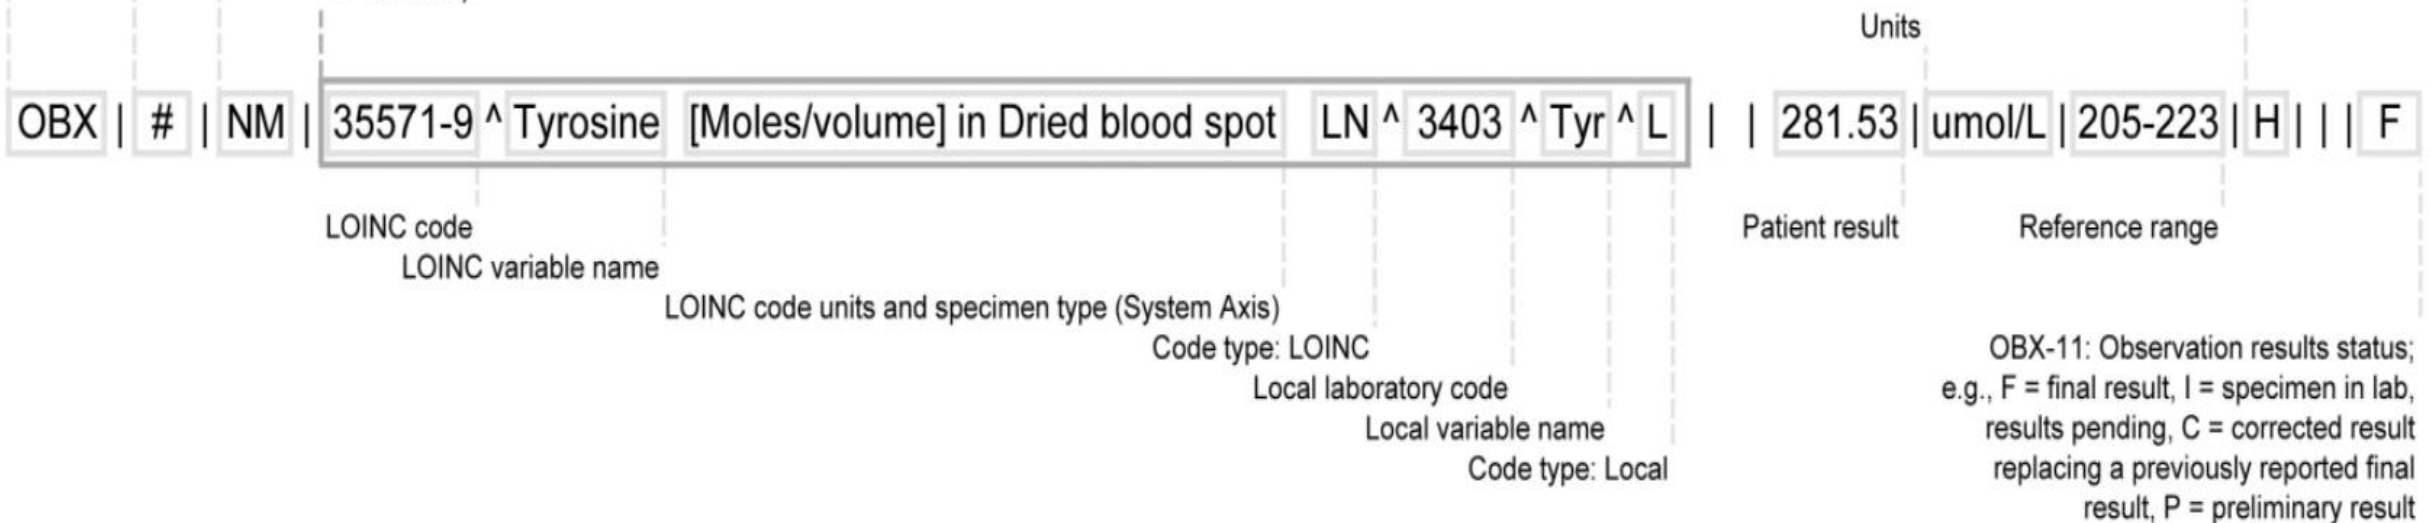 Units
OBX | # | NM | 35571-9 ^ Tyrosine [Moles/volume] in Dried blood spot LN ^ 3403 ^ Tyr ^ L | | 281.53 | umol/L | 205-223 | H | | | F
LOINC code
Patient result
Reference range
LOINC variable name
LOINC code units and specimen type (System Axis)
Code type: LOINC
Local laboratory code
Local variable name
Code type: Local
OBX-11: Observation results status;
e.g., F = final result, I = specimen in lab,
results pending, C = corrected result
replacing a previously reported final
result, P = preliminary result